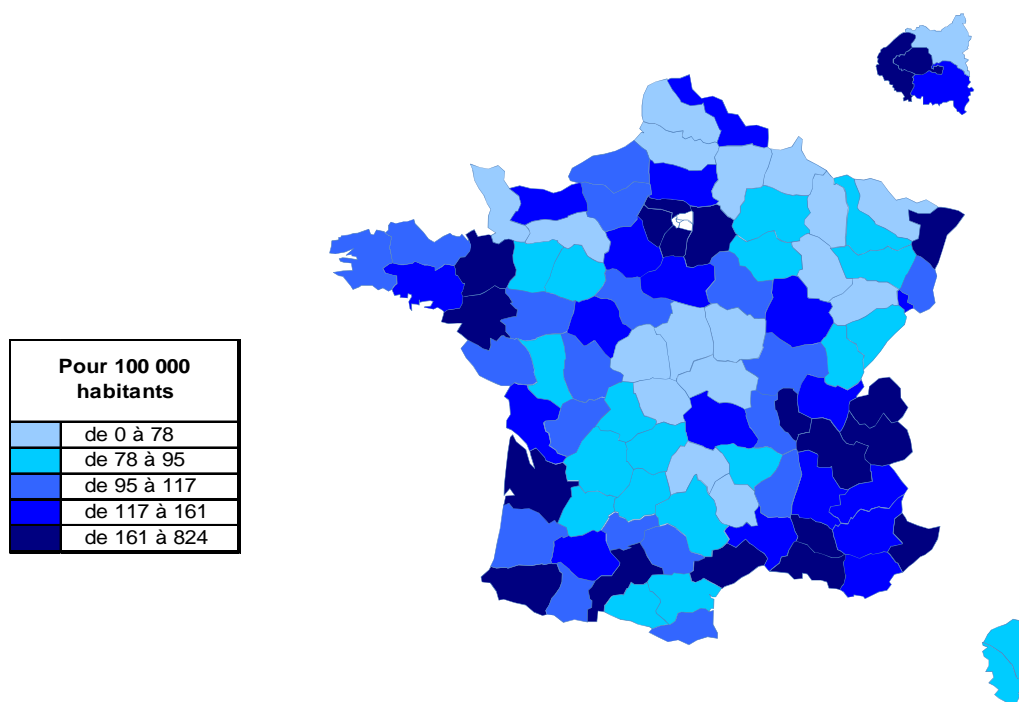 Pour 100 000
habitants
de 0 à 78
de 78 à 95
de 95 à 117
de 117 à 161
de 161 à 824